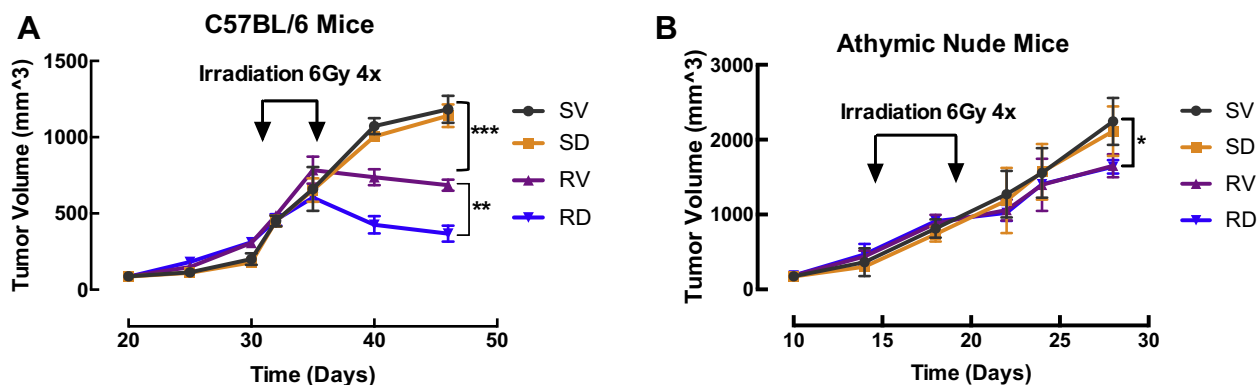 A
C57BL/6 Mice
Tumor Volume (mm^3)
1500
1000
500
0
Irradiation 6Gy 4x
***
**
SV
SD
RV
RD
20
30
40
50
Time (Days)
B
Athymic Nude Mice
Tumor Volume (mm^3)
3000
2000
1000
0
Irradiation 6Gy 4x
*
SV
SD
RV
RD
10
15
20
25
30
Time (Days)